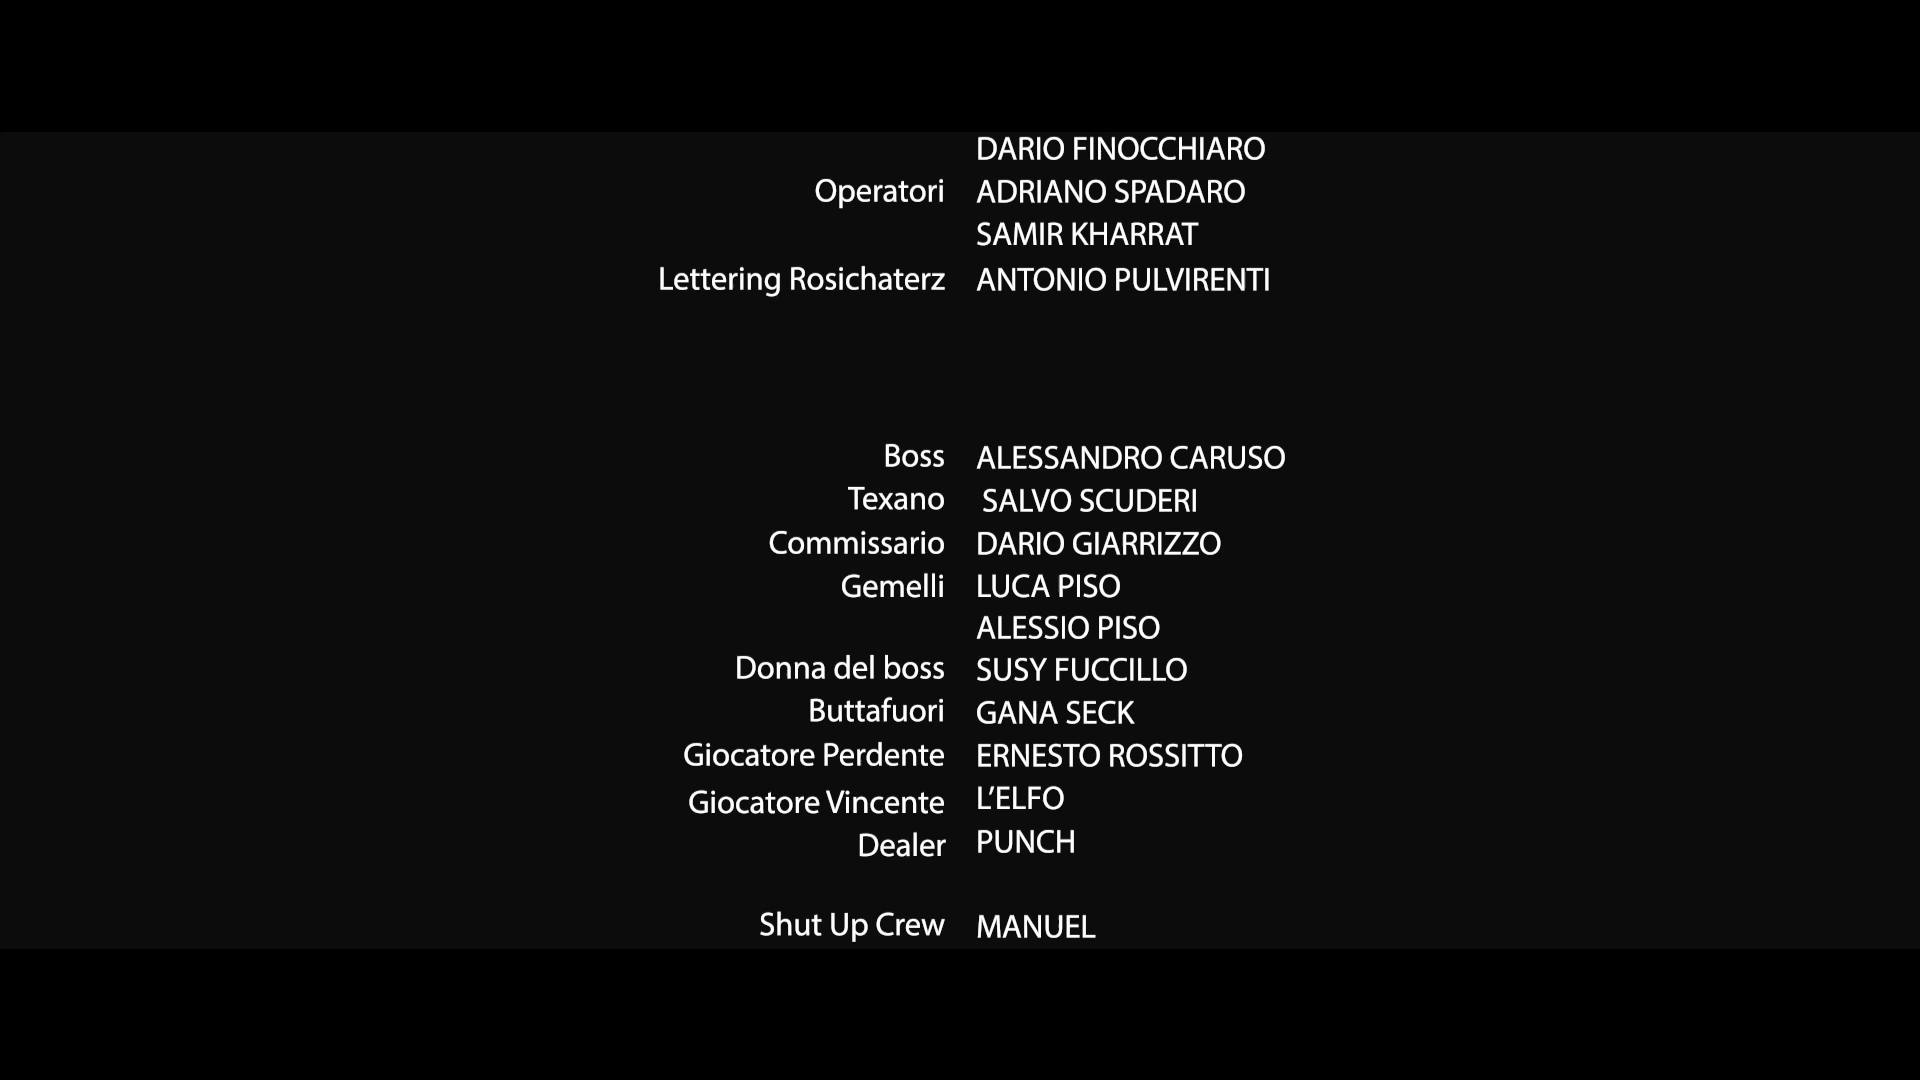 DARIO FINOCCHIARO
Operatori ADRIANO SPADARO
SAMIR KHARRAT
Lettering Rosichaterz ANTONIO PULVIRENTI
Boss ALESSANDRO CARUSO
Texano SALVO SCUDERI
Commissario DARIO GIARRIZZO
Gemelli LUCA PISO
ALESSIO PISO
Donna del boss SUSY FUCCILLO
Buttafuori GANA SECK
Giocatore Perdente ERNESTO ROSSITTO
Giocatore Vincente L’ELFO
Dealer PUNCH
Shut Up Crew MANUEL